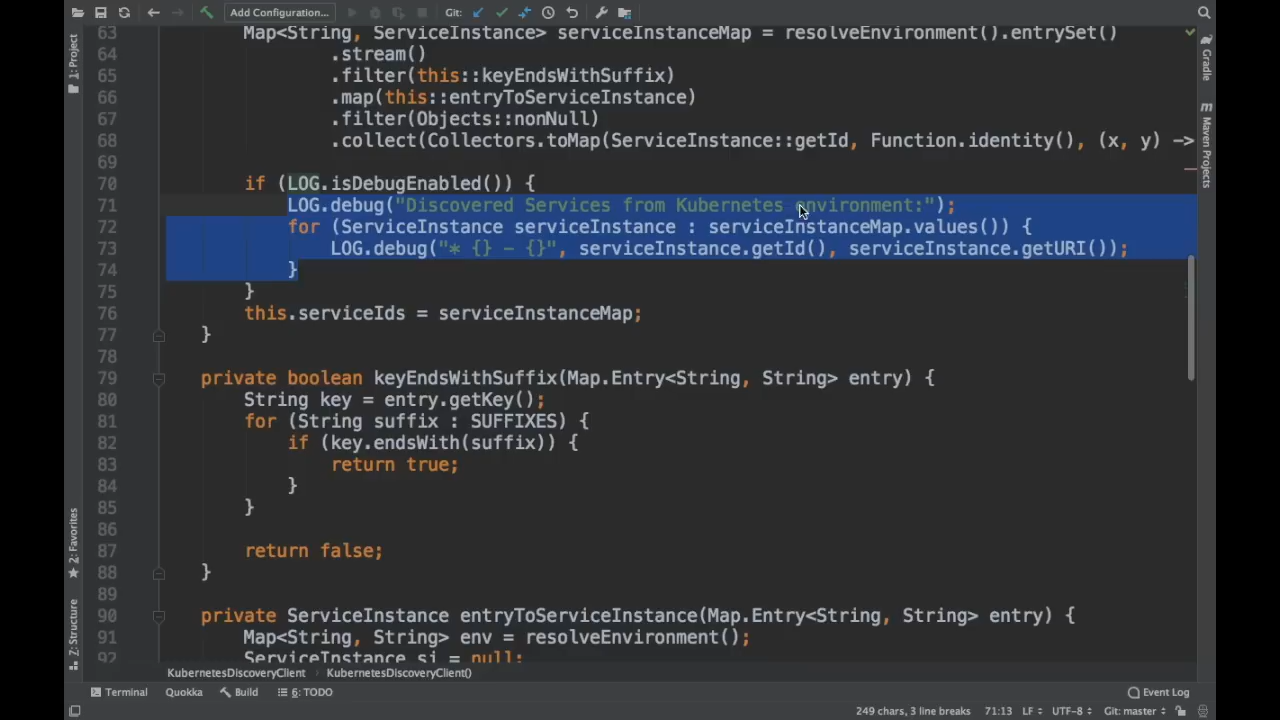 Add Configuration...
Git:
1: Project
Gradle
Maven Projects
2: Favorites
Z: Structure
63 Map<String, ServiceInstance> serviceInstanceMap = resolveEnvironment().entrySet()
64 .stream()
65 .filter(this::keyEndsWithSuffix)
66 .map(this::entryToServiceInstance)
67 .filter(Objects::nonNull)
68 .collect(Collectors.toMap(ServiceInstance::getId, Function.identity(), (x, y) ->
69
70 if (LOG.isDebugEnabled()) {
71 LOG.debug("Discovered Services from Kubernetes environment:");
72 for (ServiceInstance serviceInstance : serviceInstanceMap.values()) {
73 LOG.debug("* {} - {}", serviceInstance.getId(), serviceInstance.getURI());
74 }
75 }
76 this.serviceIds = serviceInstanceMap;
77 }
78
79 private boolean keyEndsWithSuffix(Map.Entry<String, String> entry) {
80 String key = entry.getKey();
81 for (String suffix : SUFFIXES) {
82 if (key.endsWith(suffix)) {
83 return true;
84 }
85 }
86
87 return false;
88 }
89
90 private ServiceInstance entryToServiceInstance(Map.Entry<String, String> entry) {
91 Map<String, String> env = resolveEnvironment();
92 ServiceInstance si = null;
KubernetesDiscoveryClient KubernetesDiscoveryClient()
Terminal Quokka Build 6: TODO Event Log
249 chars, 3 line breaks 71:13 LF UTF-8 Git: master